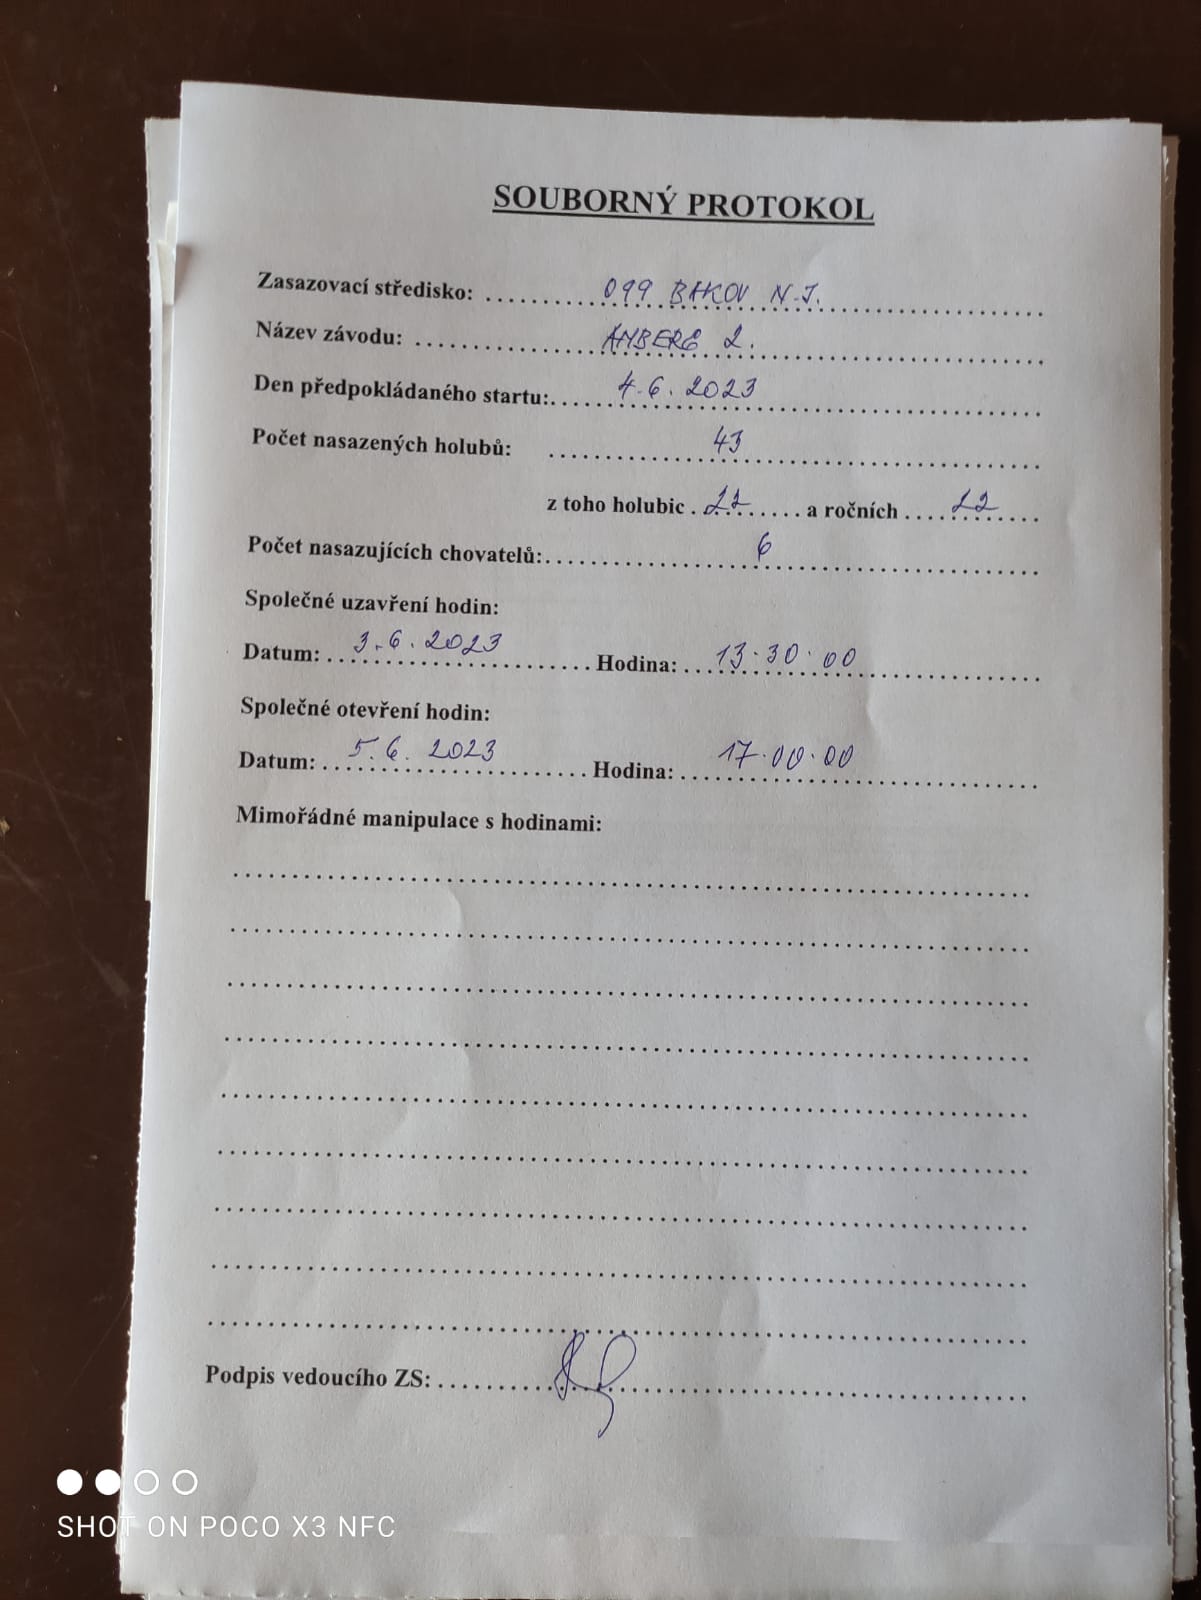 SOUBORNÝ PROTOKOL
Zasazovací středisko: 099 BAKOV N.J.
Název závodu: AMBERG 2.
Den předpokládaného startu: 4.6.2023
Počet nasazených holubů: 43
z toho holubic a ročních
Počet nasazujících chovatelů: 6
Společné uzavření hodin:
Datum: 3.6.2023 Hodina: 13.30.00
Společné otevření hodin:
Datum: 5.6.2023 Hodina: 17.00.00
Mimořádné manipulace s hodinami:
Podpis vedoucího ZS:
SHOT ON POCO X3 NFC